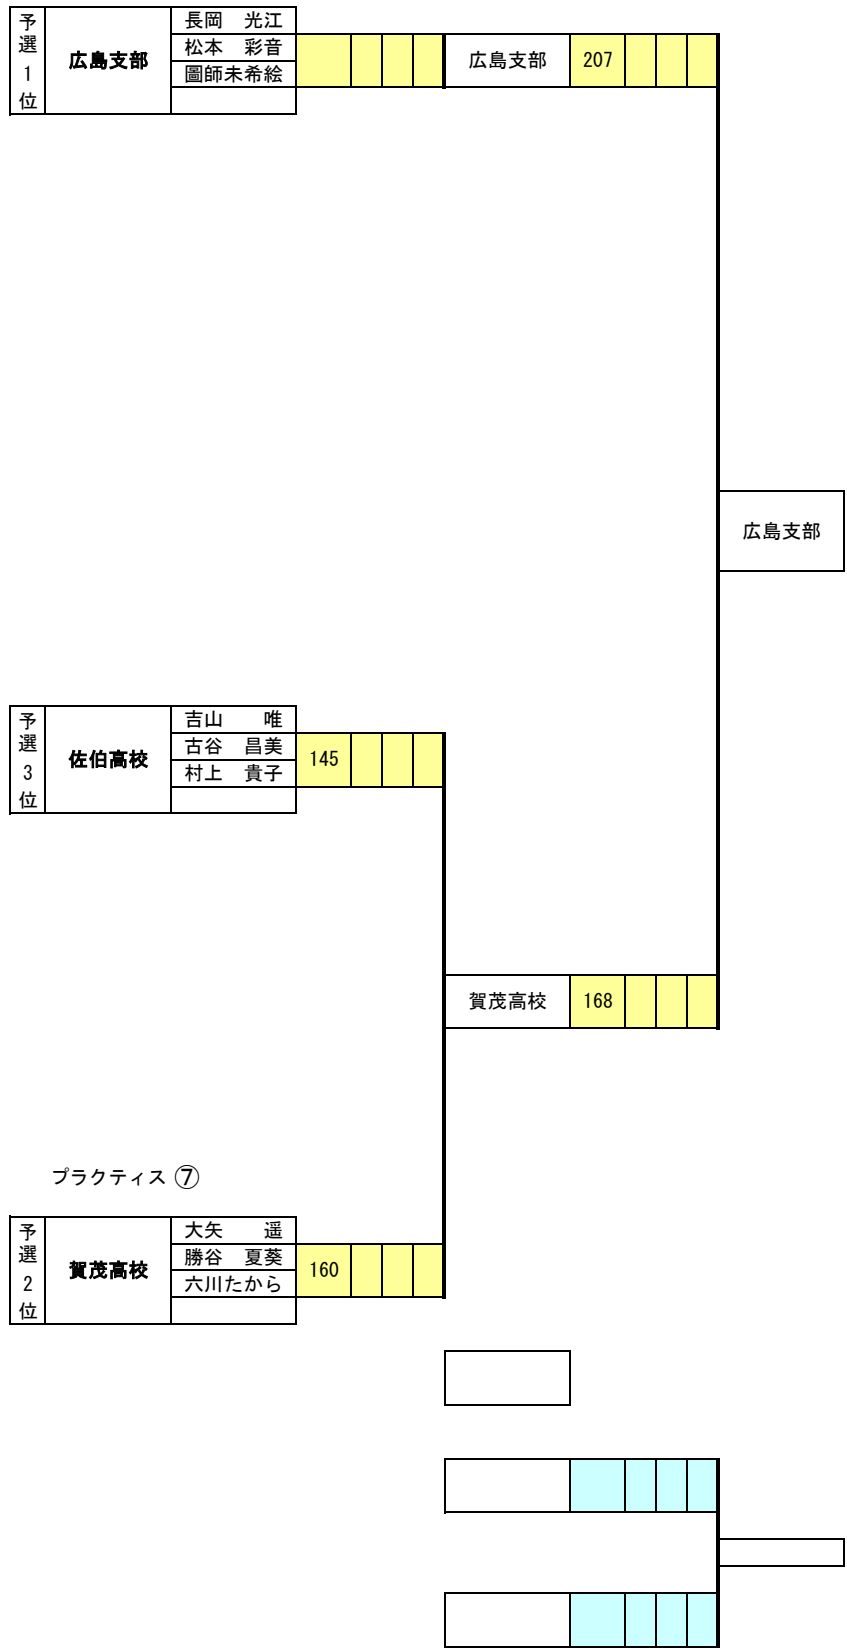 予選1位 広島支部 長岡　光江
松本　彩音 広島支部 207
圖師未希絵
広島支部
予選3位 佐伯高校 吉山　　唯
古谷　昌美 145
村上　貴子
賀茂高校 168
プラクティス ⑦
予選2位 賀茂高校 大矢　　遥
勝谷　夏葵 160
六川たから